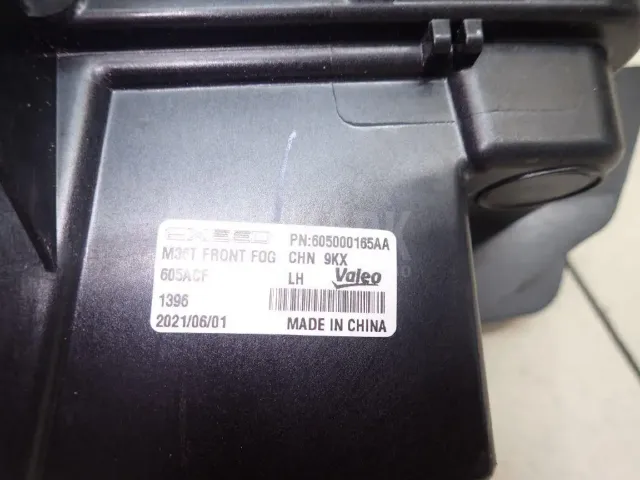 EXEED PN:605000165AA
M36T FRONT FOG CHN 9KX
605ACF LH Valeo
1396
2021/06/01 MADE IN CHINA